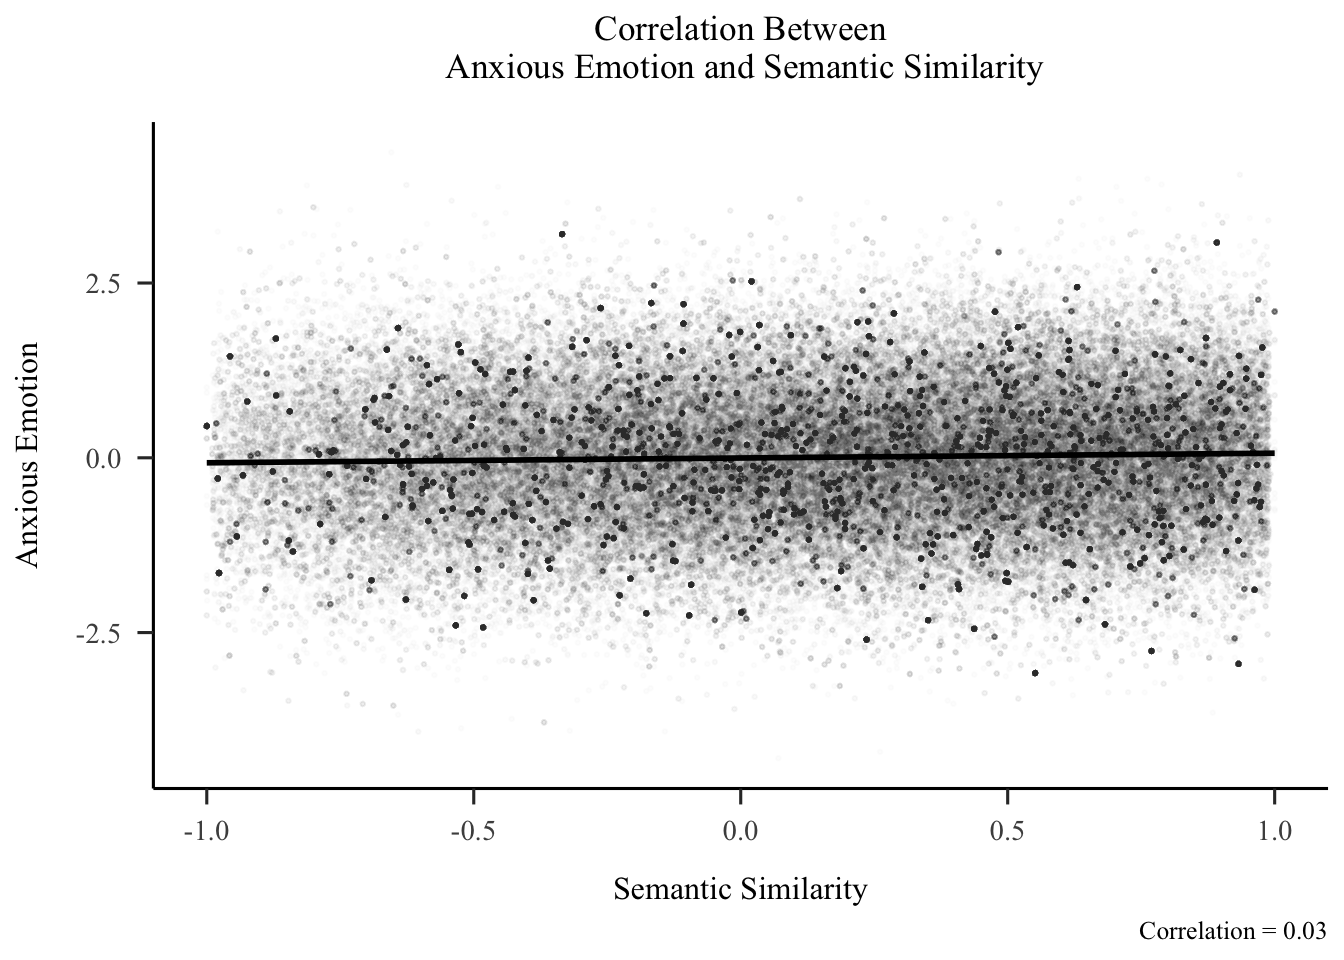 Correlation Between
Anxious Emotion and Semantic Similarity
Anxious Emotion
2.5
0.0
-2.5
-1.0
-0.5
0.0
0.5
1.0
Semantic Similarity
Correlation = 0.03